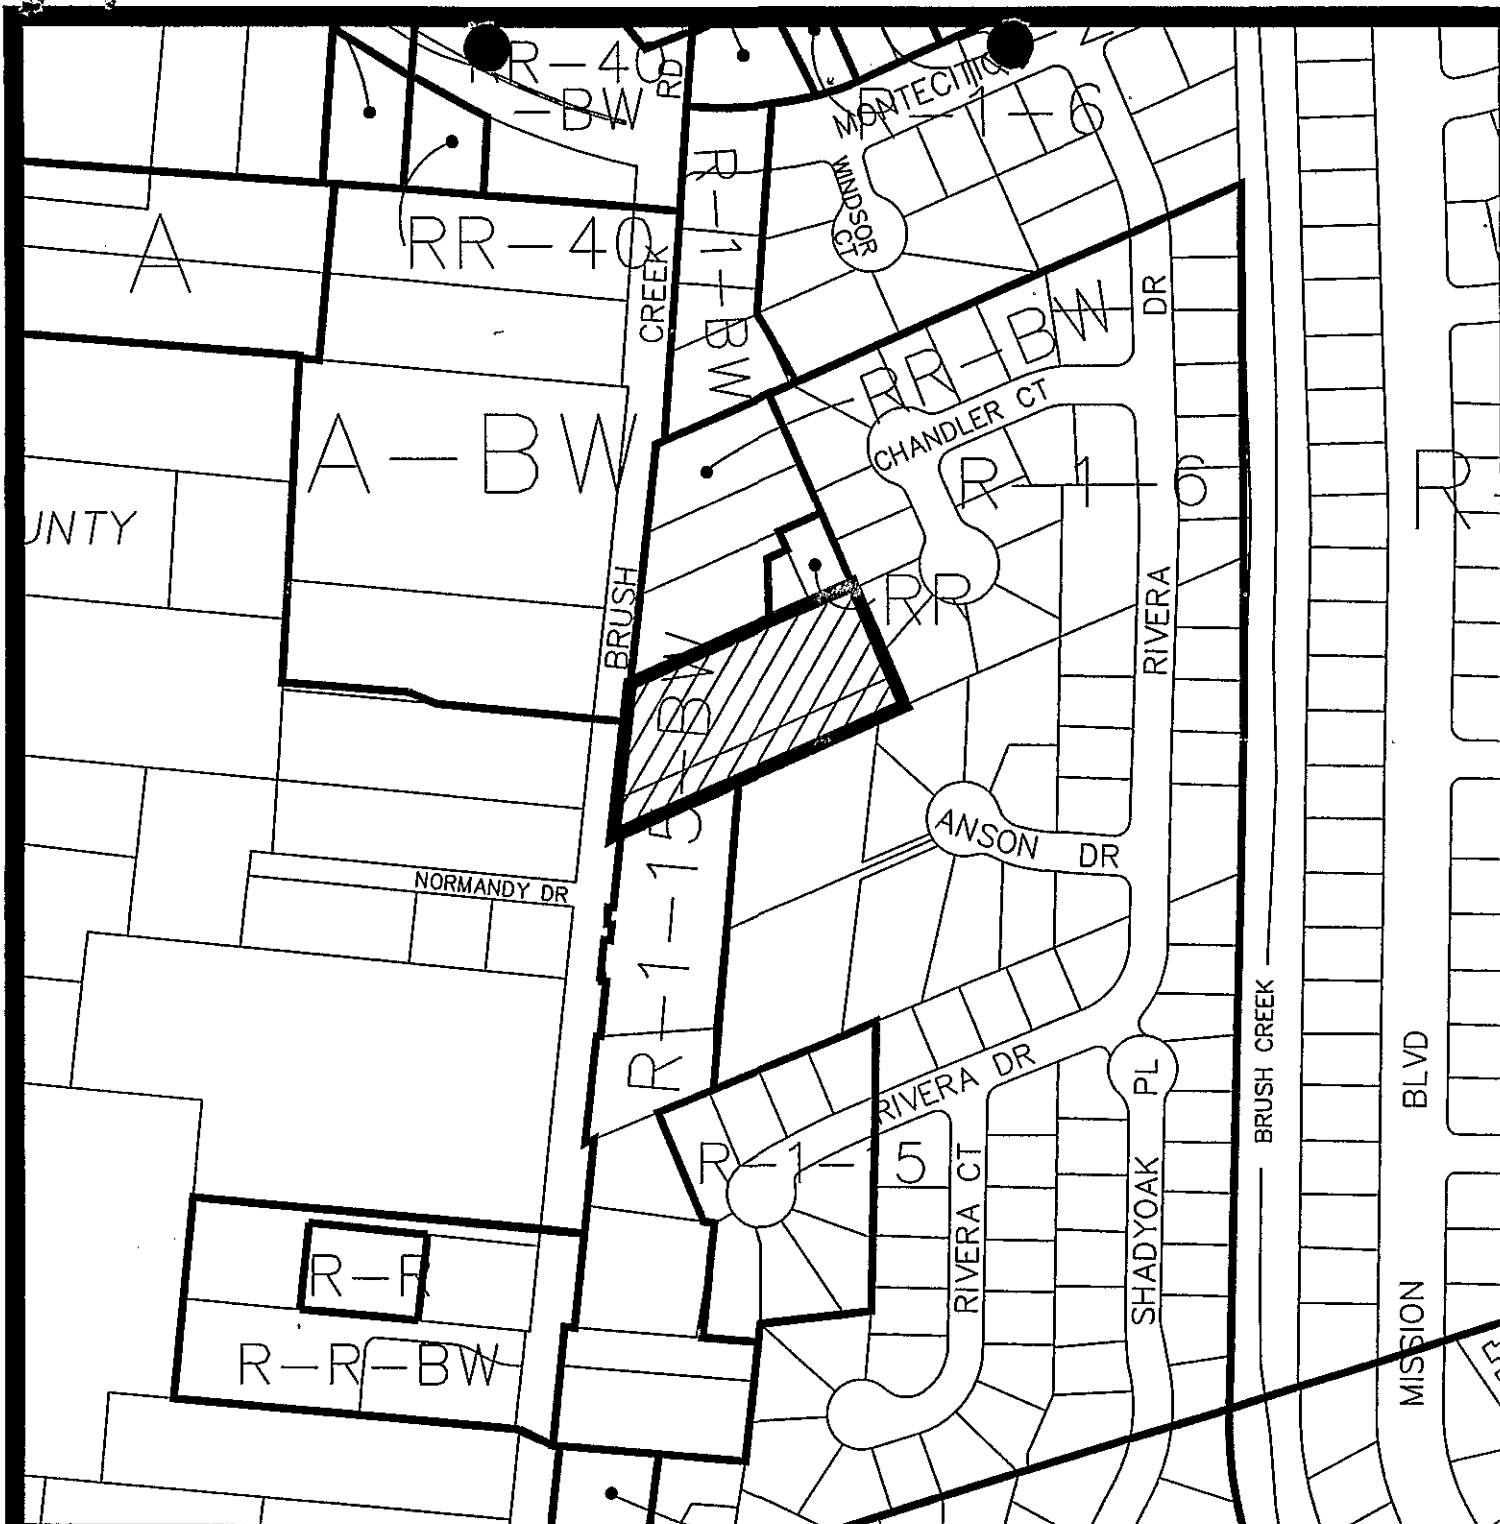 RR-40
-BW
RD
MONTECITO
R-1-6
R-1-BW
WINDSOR
CT
A
RR-40
CREEK
RR-BW
DR
CHANDLER CT
A-BW
R-1-6
R
UNTY
BRUSH
RR
RIVERA
R-1-15-BW
ANSON DR
NORMANDY DR
BRUSH CREEK
RIVERA DR
PL
BLVD
R-1-15
RIVERA CT
SHADYOAK
R-R
R-R-BW
MISSION